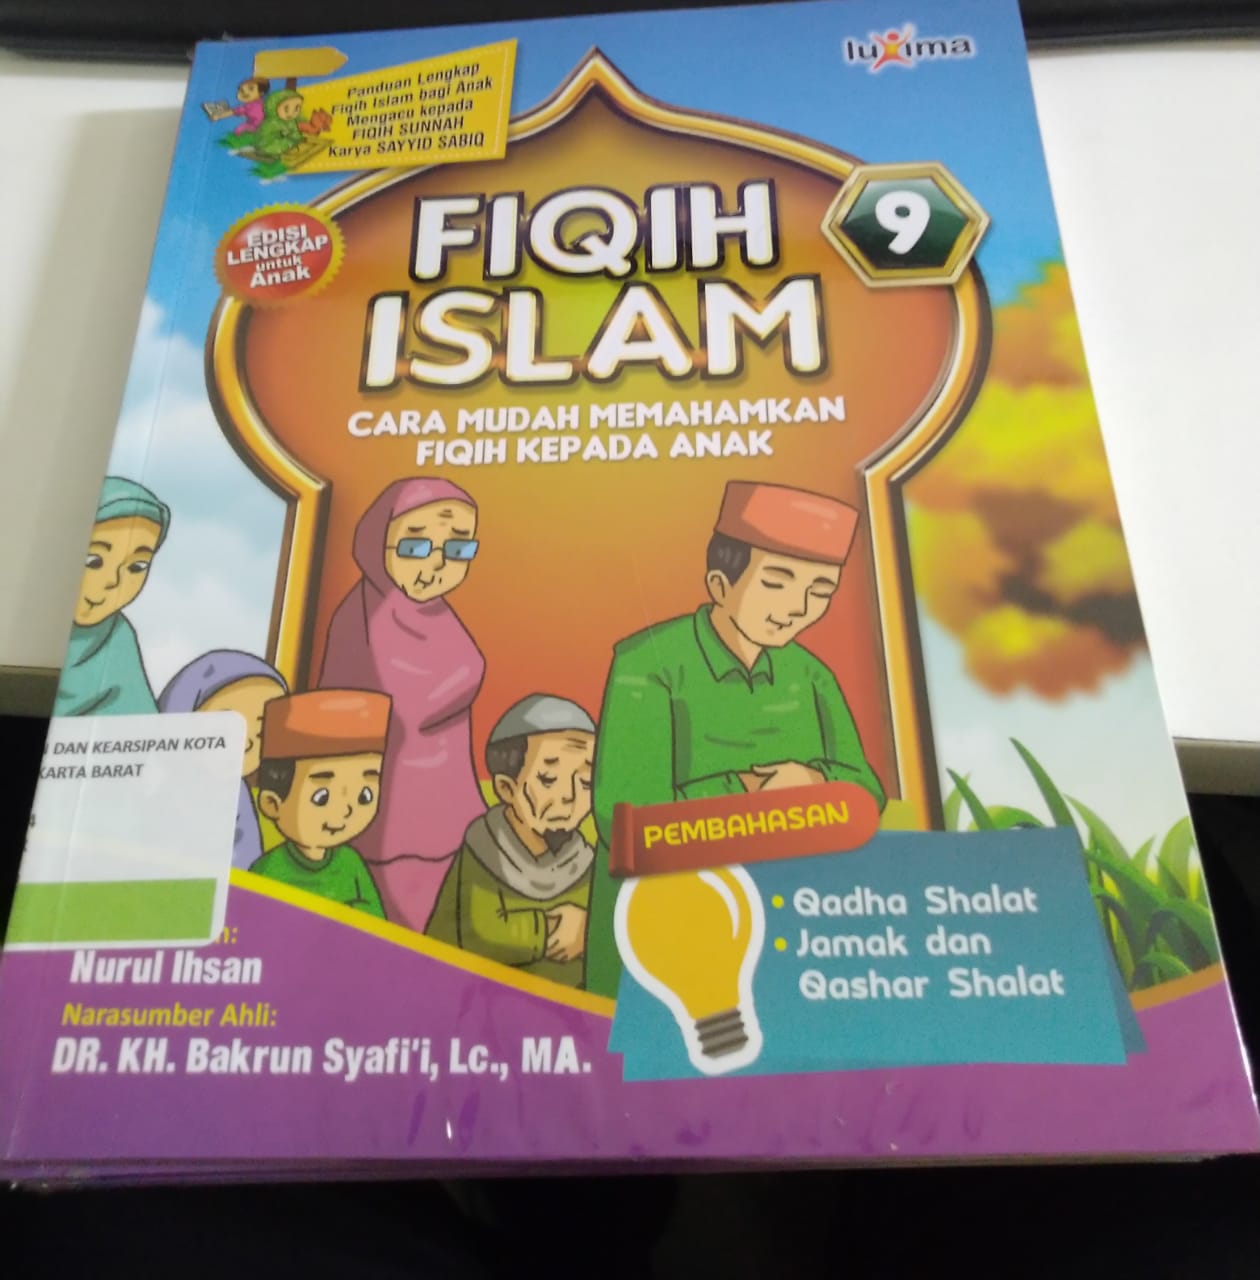 luxima
Panduan Lengkap
Fiqih Islam bagi Anak
Mengacu kepada
FIQIH SUNNAH
Karya SAYYID SABIQ
EDISI
LENGKAP
untuk
Anak
9
FIQIH
ISLAM
CARA MUDAH MEMAHAMKAN
FIQIH KEPADA ANAK
DAN KEARSIPAN KOTA
BARAT
PEMBAHASAN
• Qadha Shalat
• Jamak dan
Qashar Shalat
Nurul Ihsan
Narasumber Ahli:
DR. KH. Bakrun Syafi'i, Lc., MA.